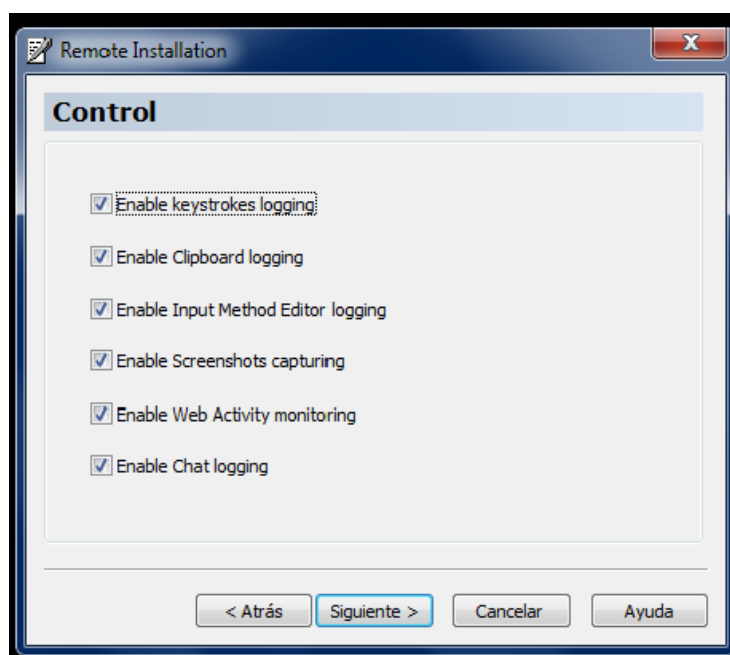 Remote Installation
Control
Enable keystrokes logging
Enable Clipboard logging
Enable Input Method Editor logging
Enable Screenshots capturing
Enable Web Activity monitoring
Enable Chat logging
< Atrás Siguiente > Cancelar Ayuda